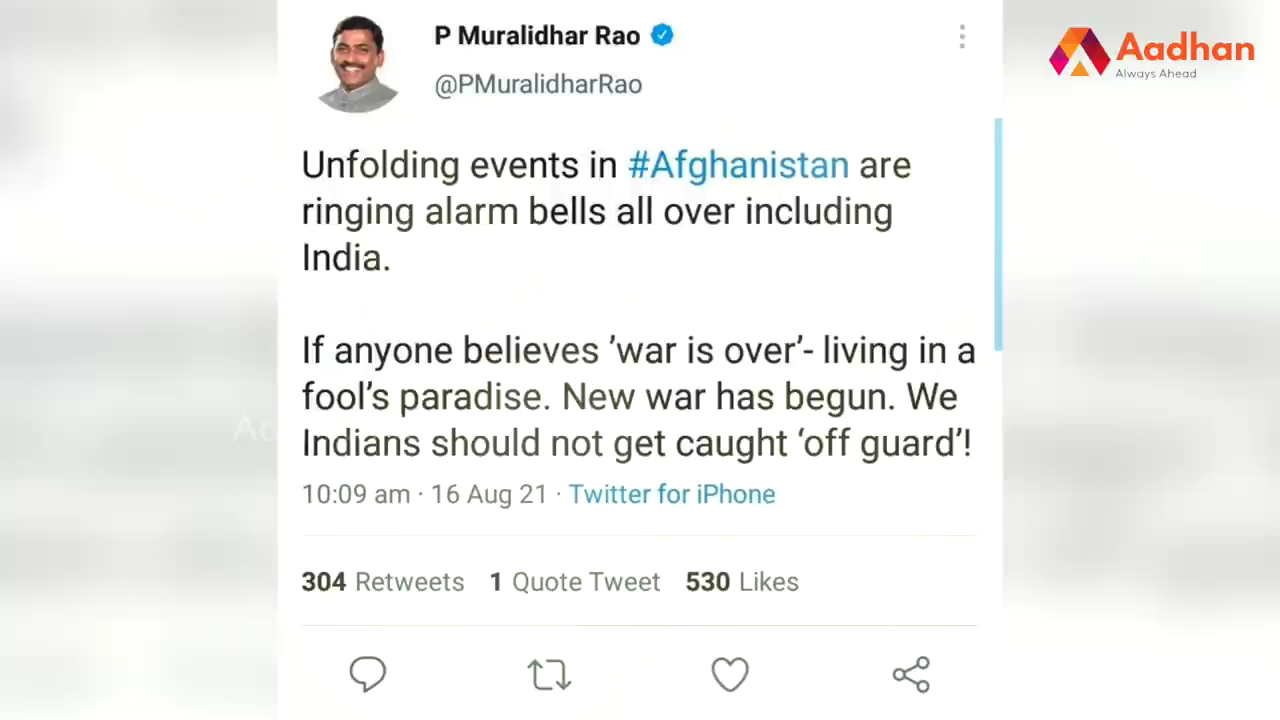 P Muralidhar Rao
@PMuralidharRao
Aadhan
Always Ahead
Unfolding events in #Afghanistan are
ringing alarm bells all over including
India.
If anyone believes ’war is over’- living in a
fool’s paradise. New war has begun. We
Indians should not get caught ‘off guard’!
10:09 am · 16 Aug 21 · Twitter for iPhone
304 Retweets 1 Quote Tweet 530 Likes